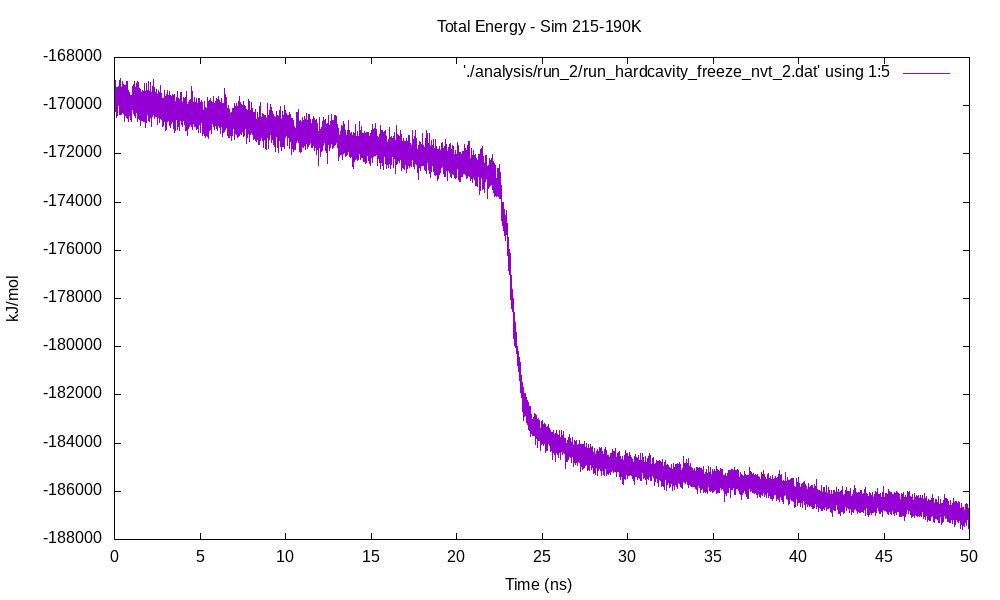 Total Energy - Sim 215-190K
'./analysis/run_2/run_hardcavity_freeze_nvt_2.dat' using 1:5
-168000
-170000
-172000
-174000
-176000
-178000
-180000
-182000
-184000
-186000
-188000
kJ/mol
0 5 10 15 20 25 30 35 40 45 50
Time (ns)